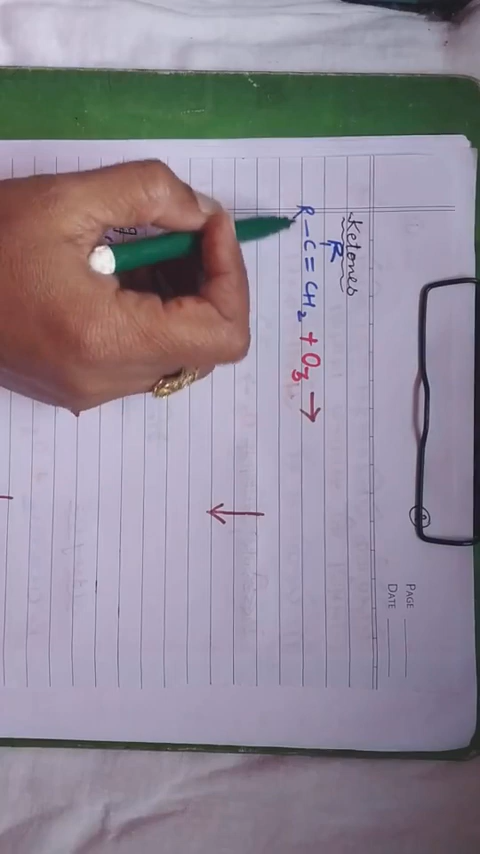 PAGE
DATE
Ketones
R
R-C=CH₂ + O₃ →